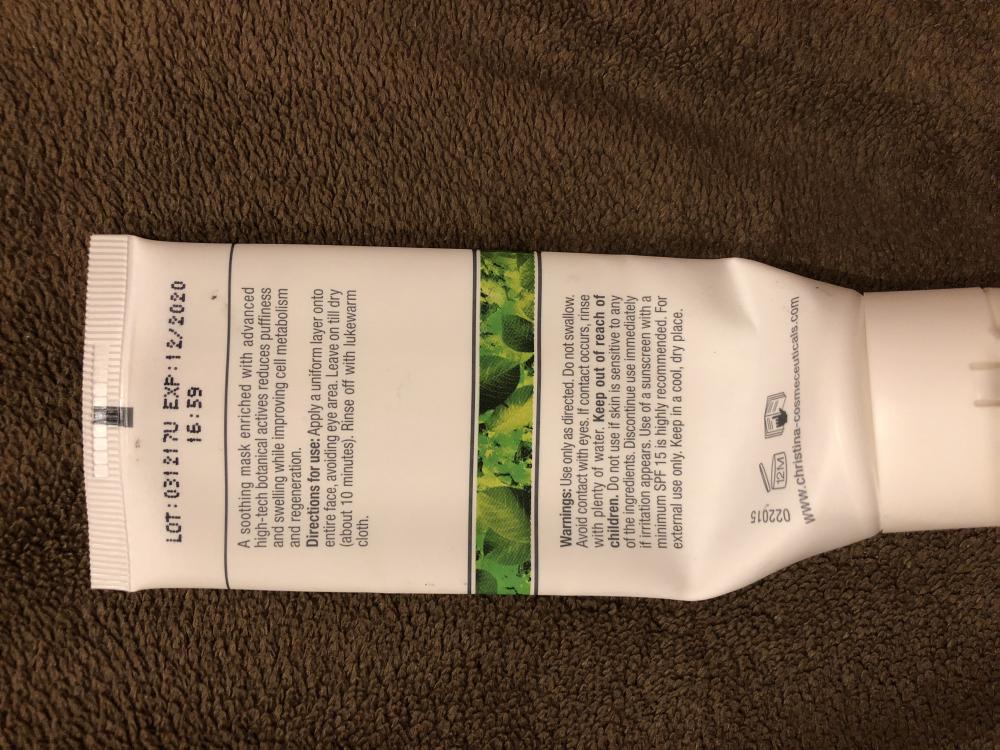 LOT:031217U EXP:12/2020
16:59
A soothing mask enriched with advanced
high-tech botanical actives reduces puffiness
and swelling while improving cell metabolism
and regeneration.
Directions for use: Apply a uniform layer onto
entire face, avoiding eye area. Leave on till dry
(about 10 minutes). Rinse off with lukewarm
cloth.
Warnings: Use only as directed. Do not swallow.
Avoid contact with eyes. If contact occurs, rinse
with plenty of water. Keep out of reach of
children. Do not use if skin is sensitive to any
of the ingredients. Discontinue use immediately
if irritation appears. Use of a sunscreen with a
minimum SPF 15 is highly recommended. For
external use only. Keep in a cool, dry place.
12M
022015
www.christina-cosmeceuticals.com